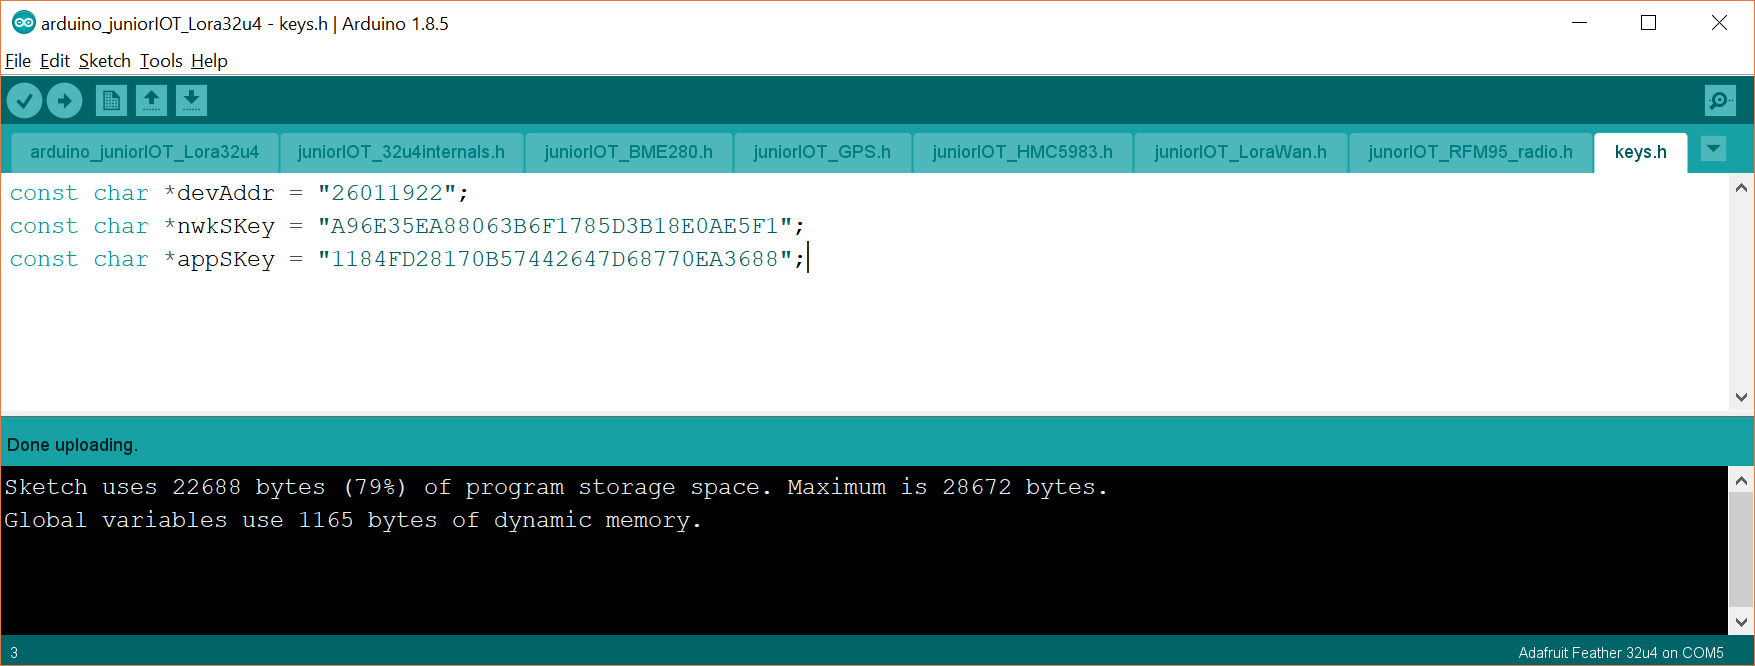 arduino_juniorIOT_Lora32u4 - keys.h | Arduino 1.8.5
File Edit Sketch Tools Help
arduino_juniorIOT_Lora32u4 juniorIOT_32u4internals.h juniorIOT_BME280.h juniorIOT_GPS.h juniorIOT_HMC5983.h juniorIOT_LoraWan.h junorIOT_RFM95_radio.h keys.h
const char *devAddr = "26011922";
const char *nwkSKey = "A96E35EA88063B6F1785D3B18E0AE5F1";
const char *appSKey = "1184FD28170B57442647D68770EA3688";
Done uploading.
Sketch uses 22688 bytes (79%) of program storage space. Maximum is 28672 bytes.
Global variables use 1165 bytes of dynamic memory.
3 Adafruit Feather 32u4 on COM5